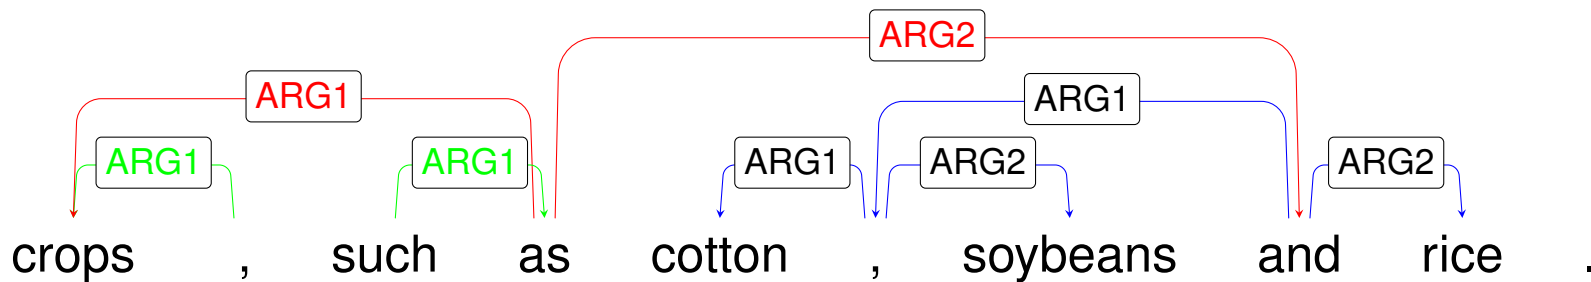 ARG2
ARG1 ARG1
ARG1 ARG1 ARG1 ARG2 ARG2
crops , such as cotton , soybeans and rice .